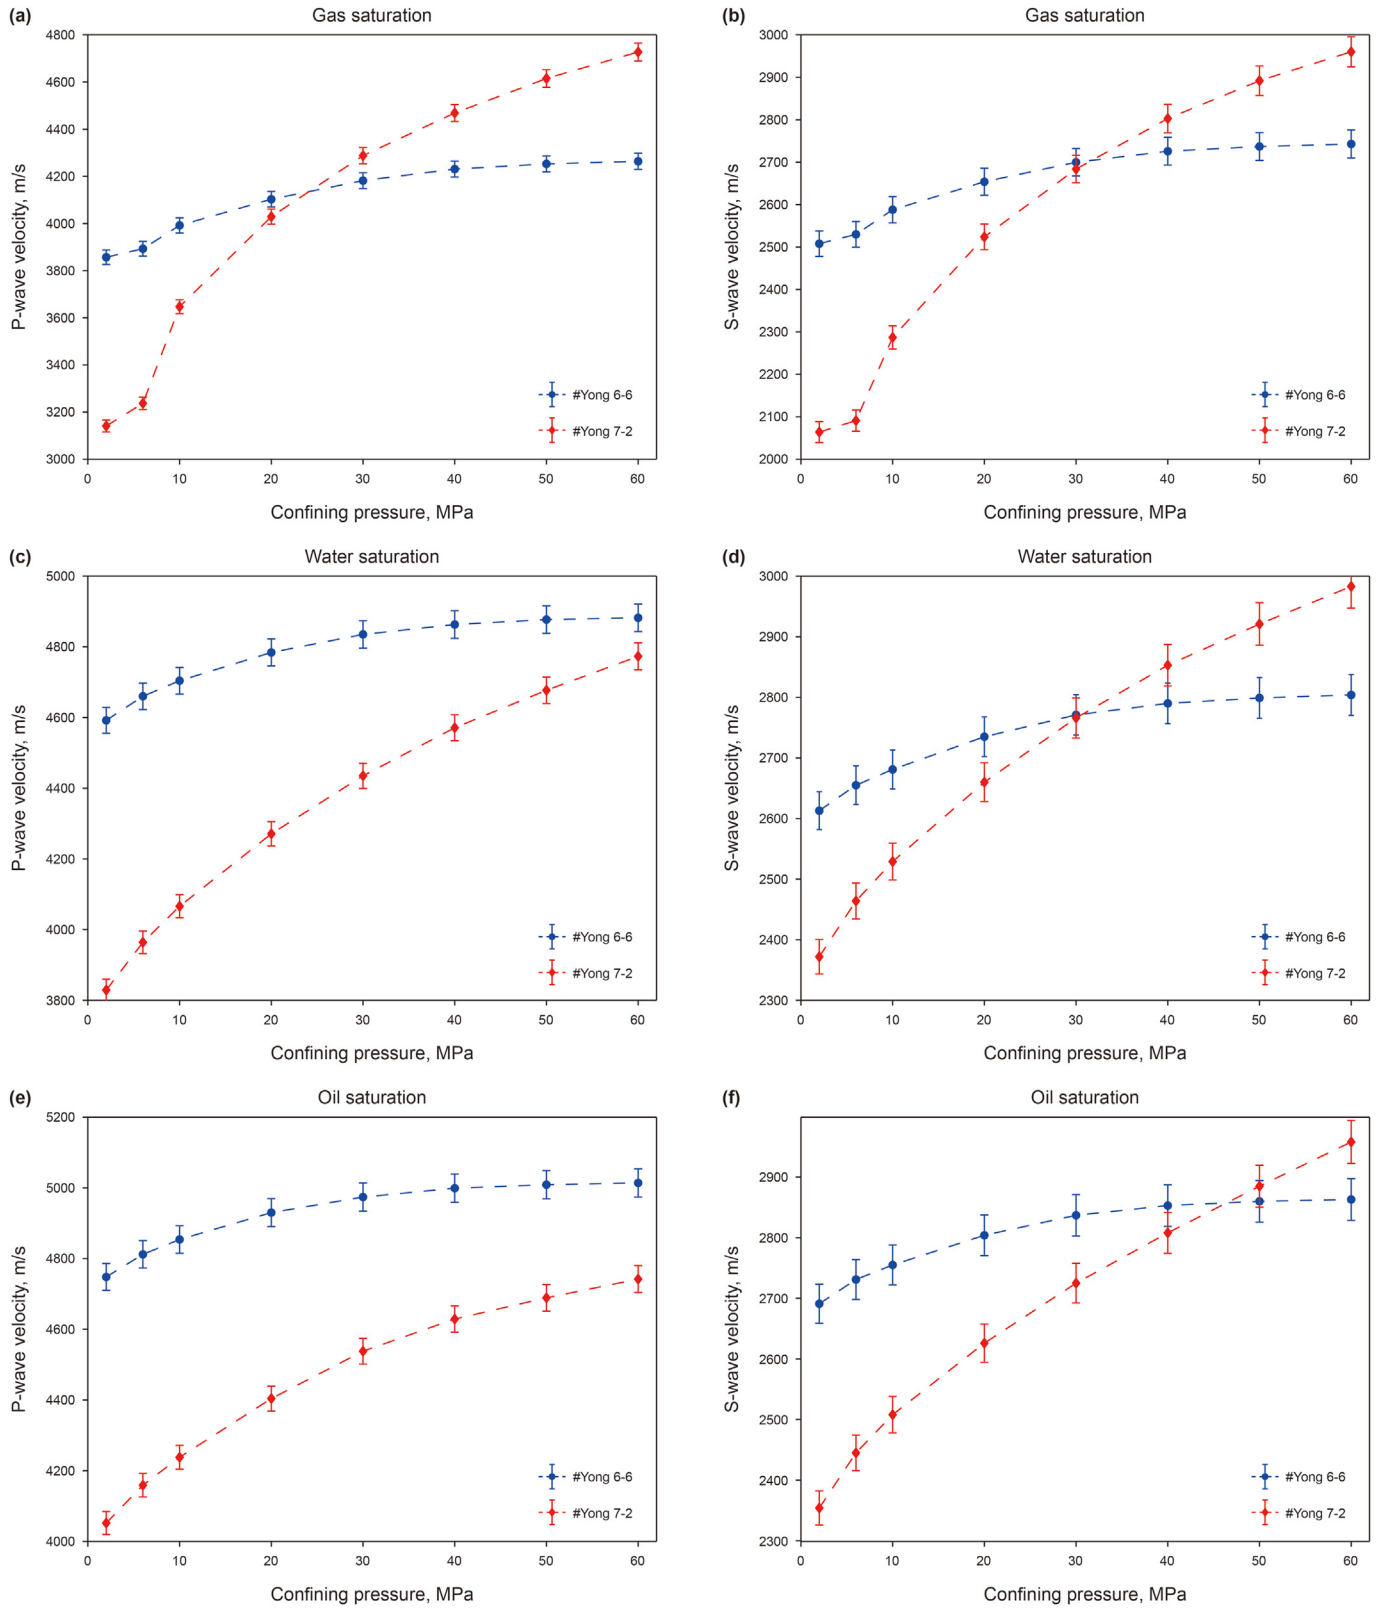 (a) Gas saturation
4800
4600
4400
4200
4000
3800
3600
3400
3200
3000
P-wave velocity, m/s
#Yong 6-6
#Yong 7-2
0 10 20 30 40 50 60
Confining pressure, MPa
(b) Gas saturation
3000
2900
2800
2700
2600
2500
2400
2300
2200
2100
2000
S-wave velocity, m/s
#Yong 6-6
#Yong 7-2
0 10 20 30 40 50 60
Confining pressure, MPa
(c) Water saturation
5000
4800
4600
4400
4200
4000
3800
P-wave velocity, m/s
#Yong 6-6
#Yong 7-2
0 10 20 30 40 50 60
Confining pressure, MPa
(d) Water saturation
3000
2900
2800
2700
2600
2500
2400
2300
S-wave velocity, m/s
#Yong 6-6
#Yong 7-2
0 10 20 30 40 50 60
Confining pressure, MPa
(e) Oil saturation
5200
5000
4800
4600
4400
4200
4000
P-wave velocity, m/s
#Yong 6-6
#Yong 7-2
0 10 20 30 40 50 60
Confining pressure, MPa
(f) Oil saturation
2900
2800
2700
2600
2500
2400
2300
S-wave velocity, m/s
#Yong 6-6
#Yong 7-2
0 10 20 30 40 50 60
Confining pressure, MPa